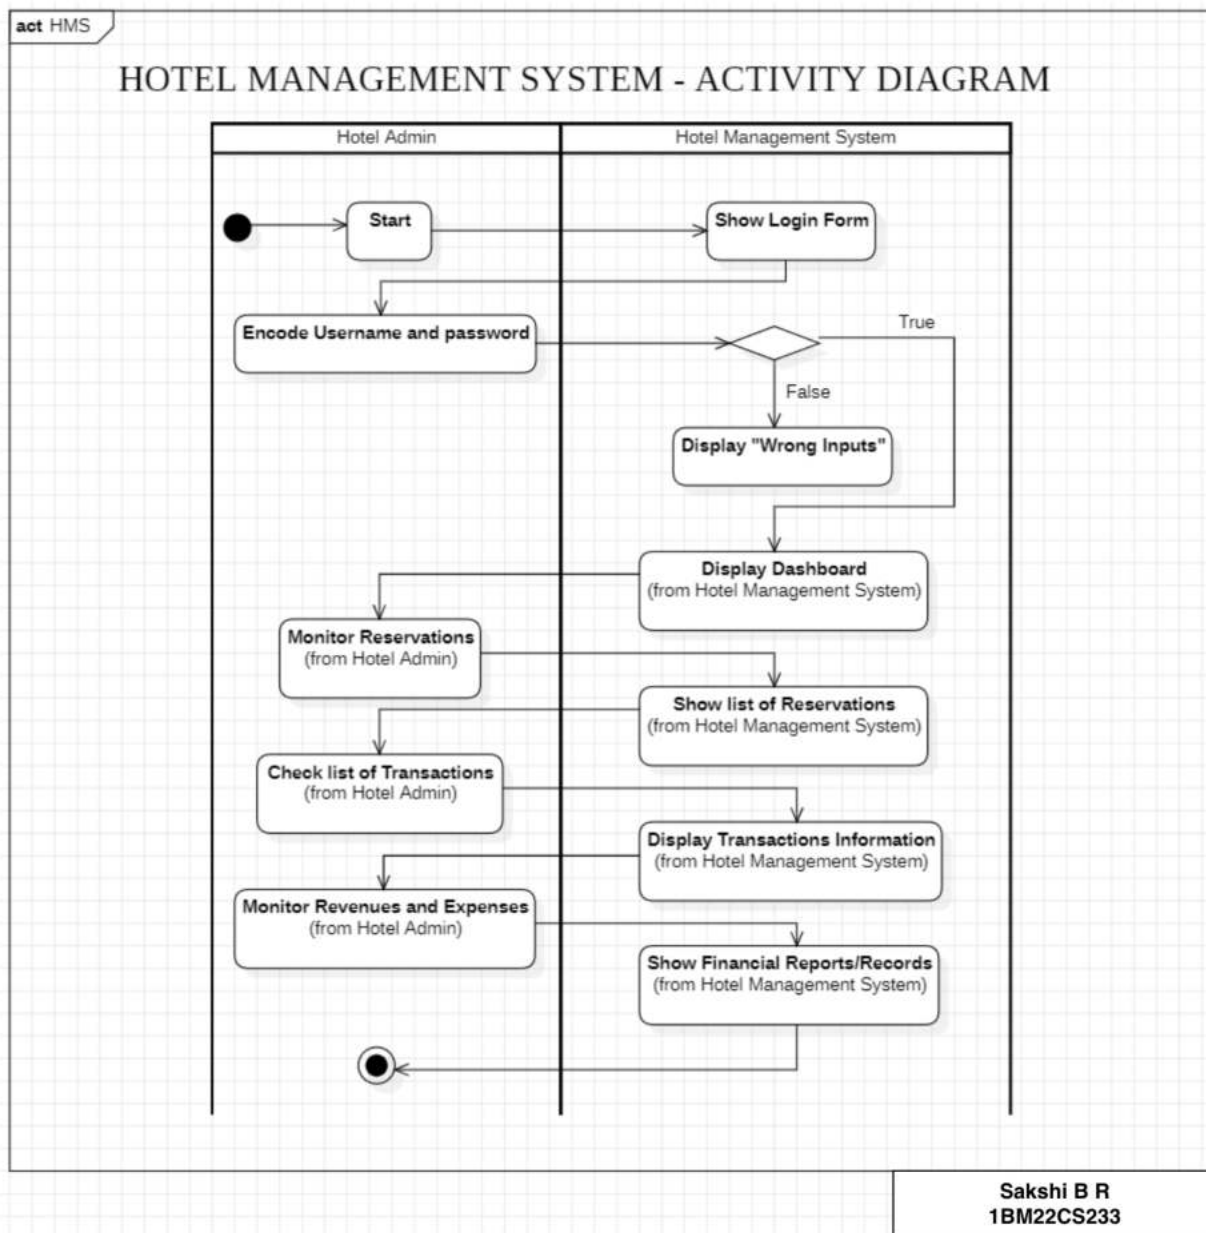 act HMS
HOTEL MANAGEMENT SYSTEM - ACTIVITY DIAGRAM
Hotel Admin
Hotel Management System
Start
Show Login Form
Encode Username and password
True
False
Display "Wrong Inputs"
Display Dashboard
(from Hotel Management System)
Monitor Reservations
(from Hotel Admin)
Show list of Reservations
(from Hotel Management System)
Check list of Transactions
(from Hotel Admin)
Display Transactions Information
(from Hotel Management System)
Monitor Revenues and Expenses
(from Hotel Admin)
Show Financial Reports/Records
(from Hotel Management System)
Sakshi B R
1BM22CS233